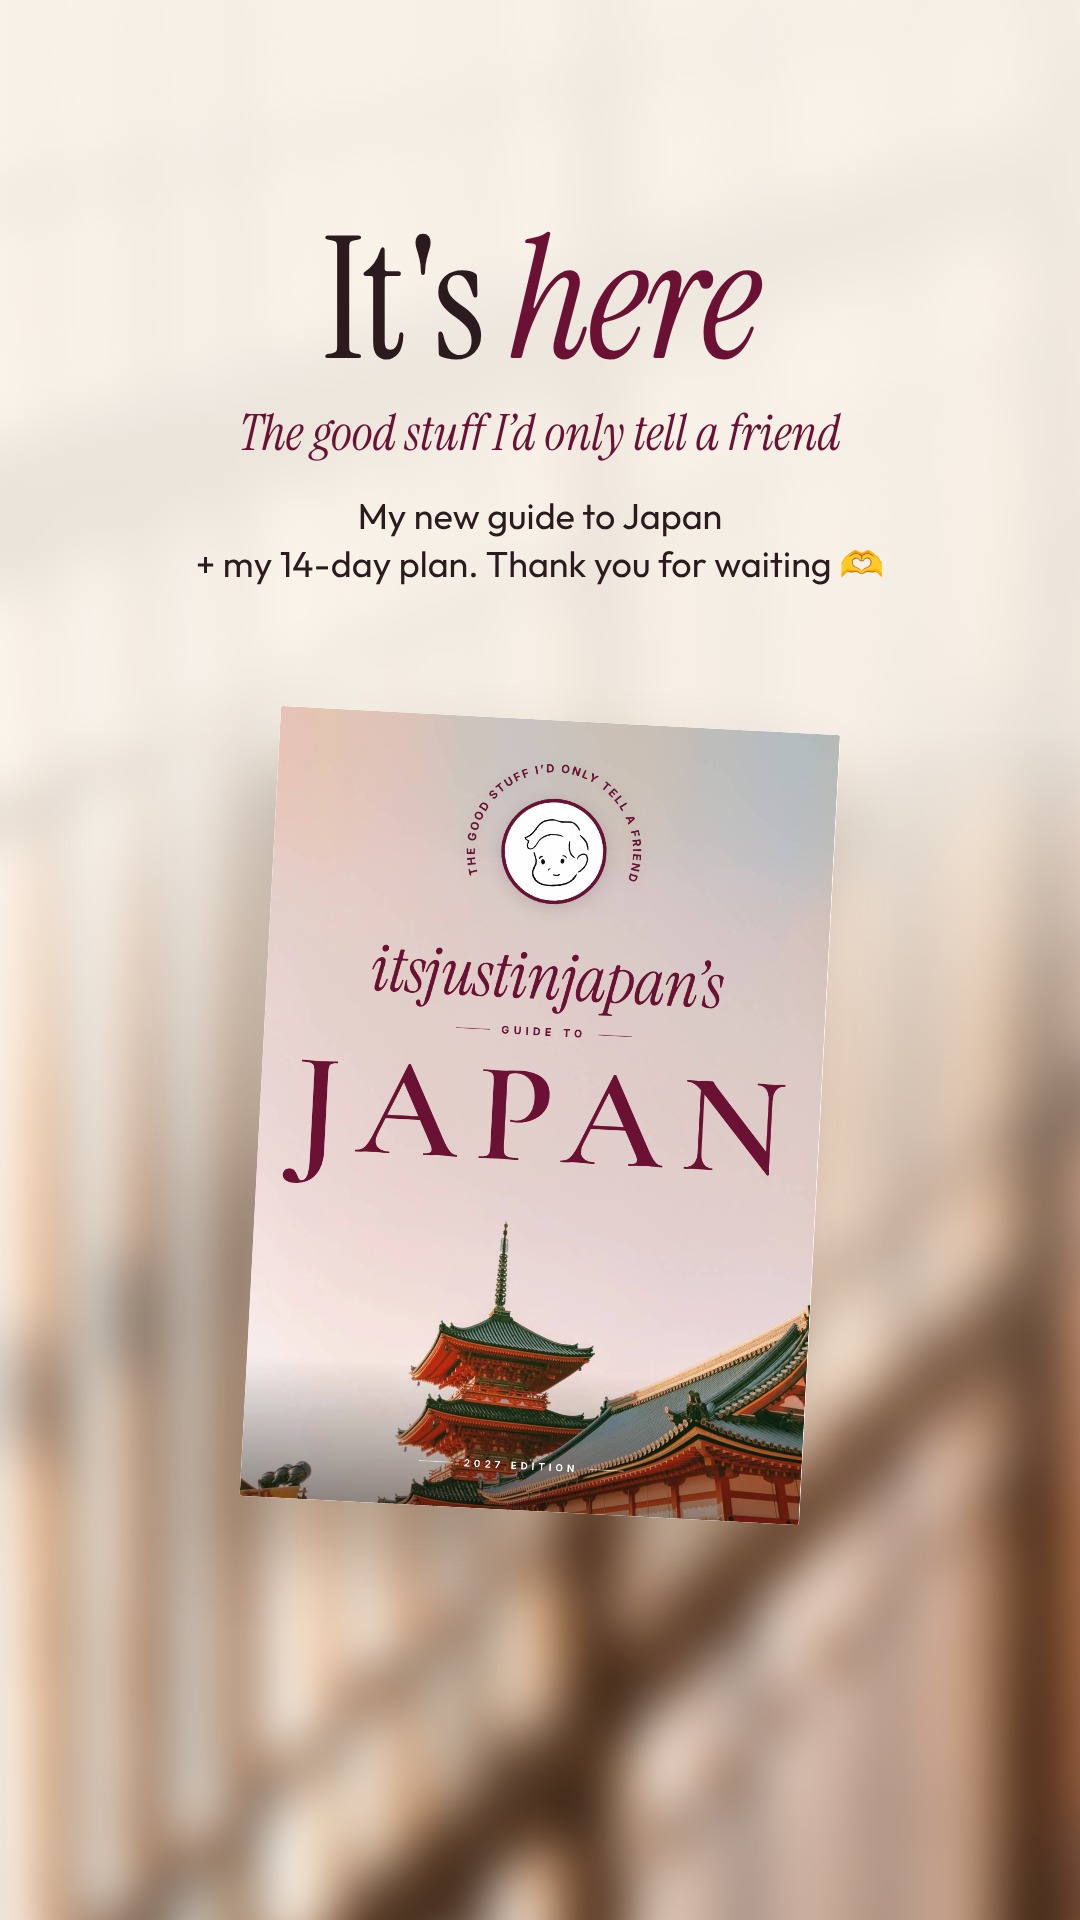 It's here
The good stuff I’d only tell a friend
My new guide to Japan
+ my 14-day plan. Thank you for waiting 🫶
THE GOOD STUFF I’D ONLY TELL A FRIEND
itsjustinjapan’s
GUIDE TO
JAPAN
2027 EDITION